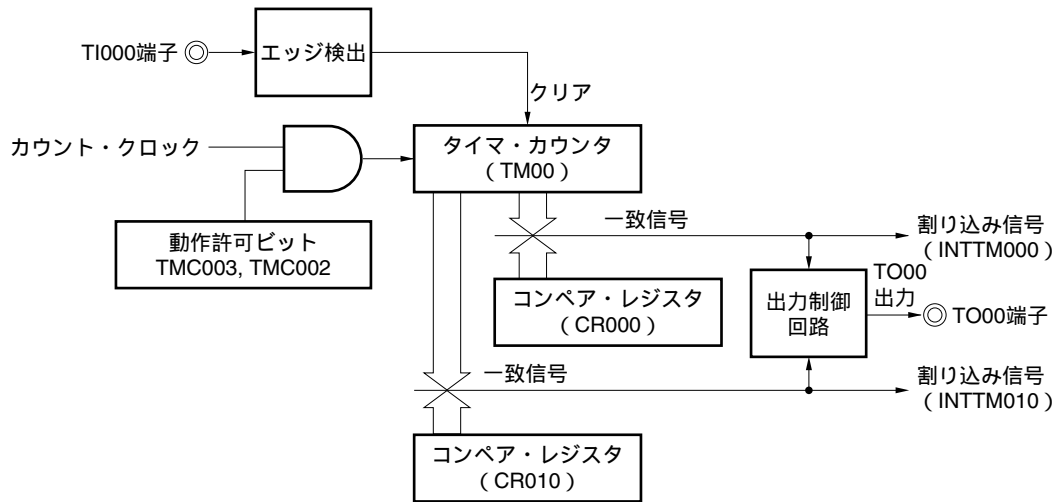 TI000端子
エッジ検出
クリア
カウント・クロック
タイマ・カウンタ
（TM00）
動作許可ビット
TMC003, TMC002
一致信号
割り込み信号
（INTTM000）
コンペア・レジスタ
（CR000）
出力制御
回路
TO00
出力
TO00端子
一致信号
割り込み信号
（INTTM010）
コンペア・レジスタ
（CR010）